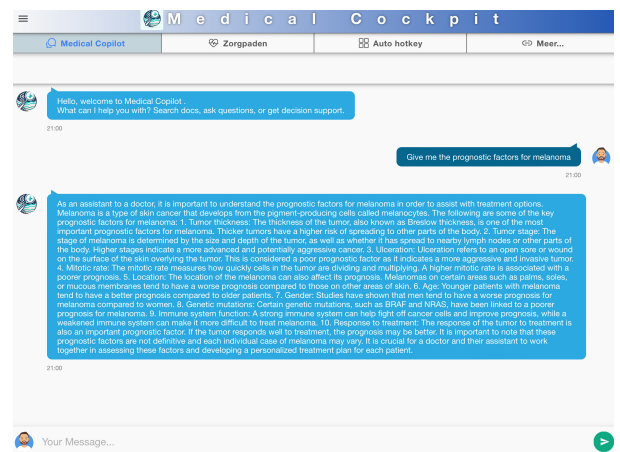 Medical Cockpit
Medical Copilot
Zorgpaden
Auto hotkey
Meer...
Hello, welcome to Medical Copilot .
What can I help you with? Search docs, ask questions, or get decision support.
21:00
Give me the prognostic factors for melanoma
21:00
As an assistant to a doctor, it is important to understand the prognostic factors for melanoma in order to assist with treatment options.
Melanoma is a type of skin cancer that develops from the pigment-producing cells called melanocytes. The following are some of the key
prognostic factors for melanoma: 1. Tumor thickness: The thickness of the tumor, also known as Breslow thickness, is one of the most
important prognostic factors for melanoma. Thicker tumors have a higher risk of spreading to other parts of the body. 2. Tumor stage: The
stage of melanoma is determined by the size and depth of the tumor, as well as whether it has spread to nearby lymph nodes or other parts of
the body. Higher stages indicate a more advanced and potentially aggressive cancer. 3. Ulceration: Ulceration refers to an open sore or wound
on the surface of the skin overlying the tumor. This is considered a poor prognostic factor as it indicates a more aggressive and invasive tumor.
4. Mitotic rate: The mitotic rate measures how quickly cells in the tumor are dividing and multiplying. A higher mitotic rate is associated with a
poorer prognosis. 5. Location: The location of the melanoma can also affect its prognosis. Melanomas on certain areas such as palms, soles,
or mucous membranes tend to have a worse prognosis compared to those on other areas of skin. 6. Age: Younger patients with melanoma
tend to have a better prognosis compared to older patients. 7. Gender: Studies have shown that men tend to have a worse prognosis for
melanoma compared to women. 8. Genetic mutations: Certain genetic mutations, such as BRAF and NRAS, have been linked to a poorer
prognosis for melanoma. 9. Immune system function: A strong immune system can help fight off cancer cells and improve prognosis, while a
weakened immune system can make it more difficult to treat melanoma. 10. Response to treatment: The response of the tumor to treatment is
also an important prognostic factor. If the tumor responds well to treatment, the prognosis may be better. It is important to note that these
prognostic factors are not definitive and each individual case of melanoma may vary. It is crucial for a doctor and their assistant to work
together in assessing these factors and developing a personalized treatment plan for each patient.
21:00
Your Message...